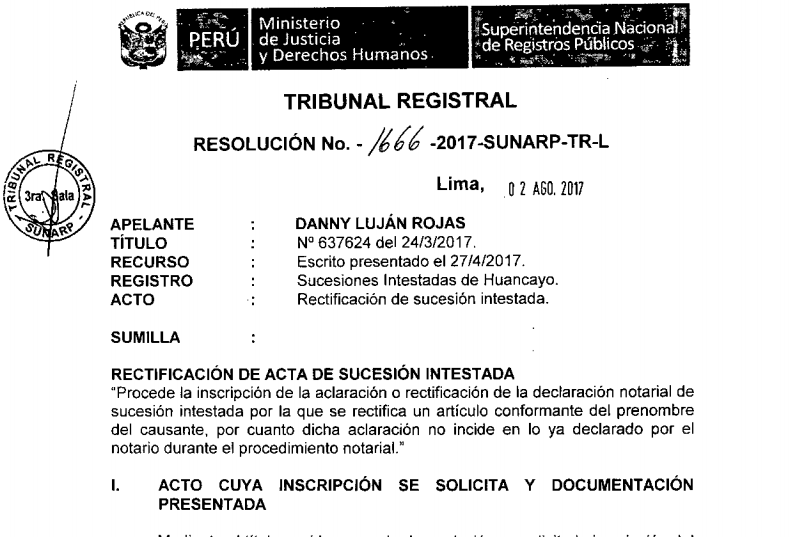 PERÚ
Ministerio
de Justicia
y Derechos Humanos
Superintendencia Nacional
de Registros Públicos
TRIBUNAL REGISTRAL
RESOLUCIÓN No. - 1666 -2017-SUNARP-TR-L
Lima, 02 AGO. 2017
TRIBUNAL REGISTRAL
3ra Sala
SUNARP
APELANTE : DANNY LUJÁN ROJAS
TÍTULO : Nº 637624 del 24/3/2017.
RECURSO : Escrito presentado el 27/4/2017.
REGISTRO : Sucesiones Intestadas de Huancayo.
ACTO : Rectificación de sucesión intestada.
SUMILLA :
RECTIFICACIÓN DE ACTA DE SUCESIÓN INTESTADA
“Procede la inscripción de la aclaración o rectificación de la declaración notarial de
sucesión intestada por la que se rectifica un artículo conformante del prenombre
del causante, por cuanto dicha aclaración no incide en lo ya declarado por el
notario durante el procedimiento notarial.”
I. ACTO CUYA INSCRIPCIÓN SE SOLICITA Y DOCUMENTACIÓN
PRESENTADA